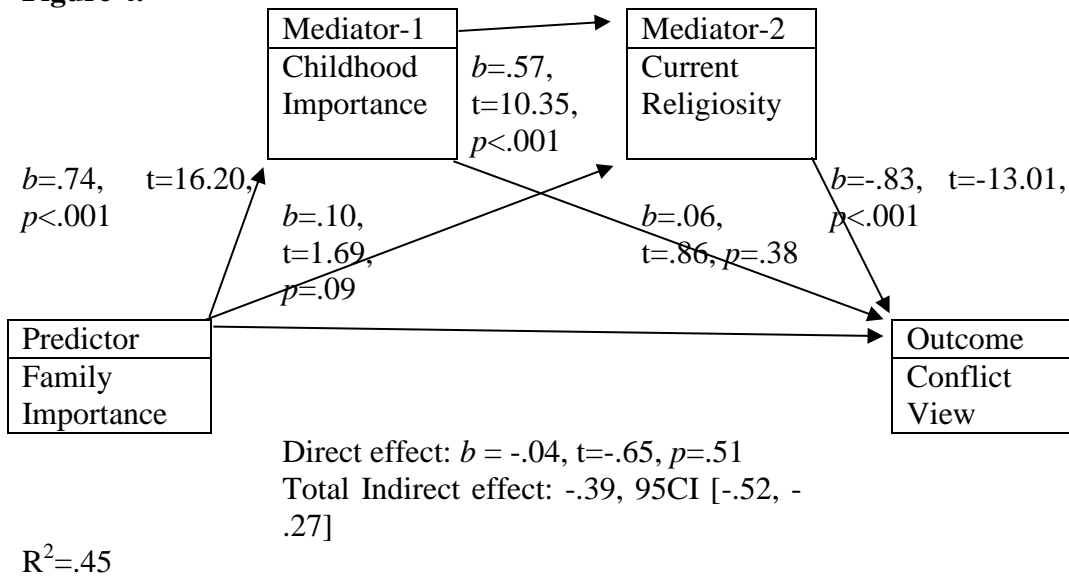 Mediator-1
Childhood
Importance
b=.57,
t=10.35,
p<.001
Mediator-2
Current
Religiosity
b=.74, t=16.20,
p<.001
b=.10,
t=1.69,
p=.09
b=.06,
t=.86, p=.38
b=-.83, t=-13.01,
p<.001
Predictor
Family
Importance
Outcome
Conflict
View
Direct effect: b = -.04, t=-.65, p=.51
Total Indirect effect: -.39, 95CI [-.52, -
.27]
R²=.45